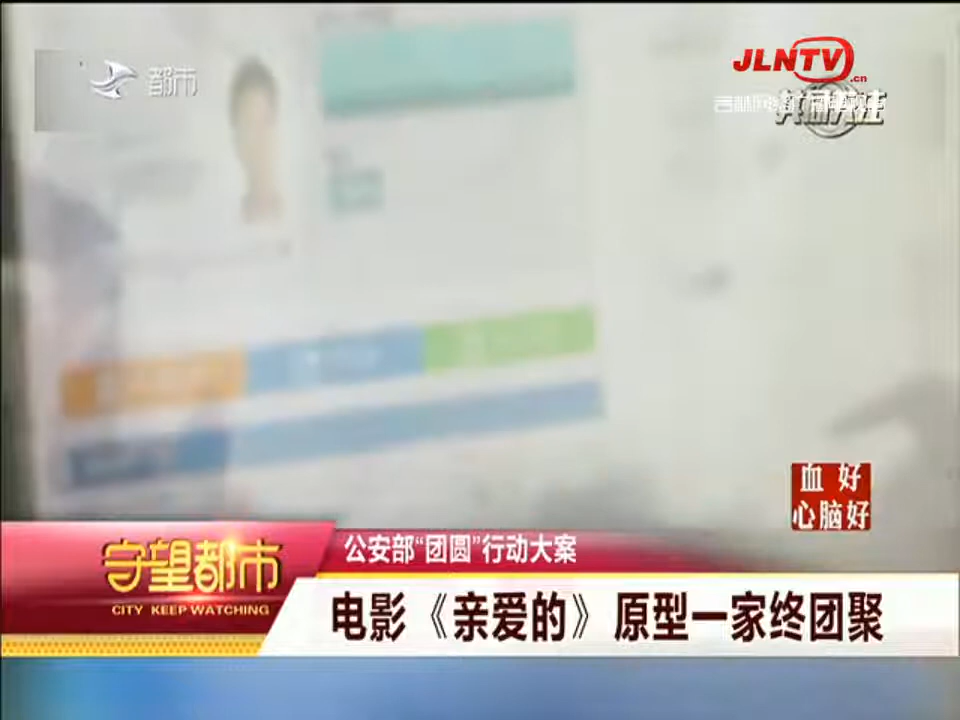 JLNTV
.cn
都市
血 好
心脑好
公安部“团圆”行动大案
守望都市
CITY KEEP WATCHING
电影《亲爱的》原型一家终团聚